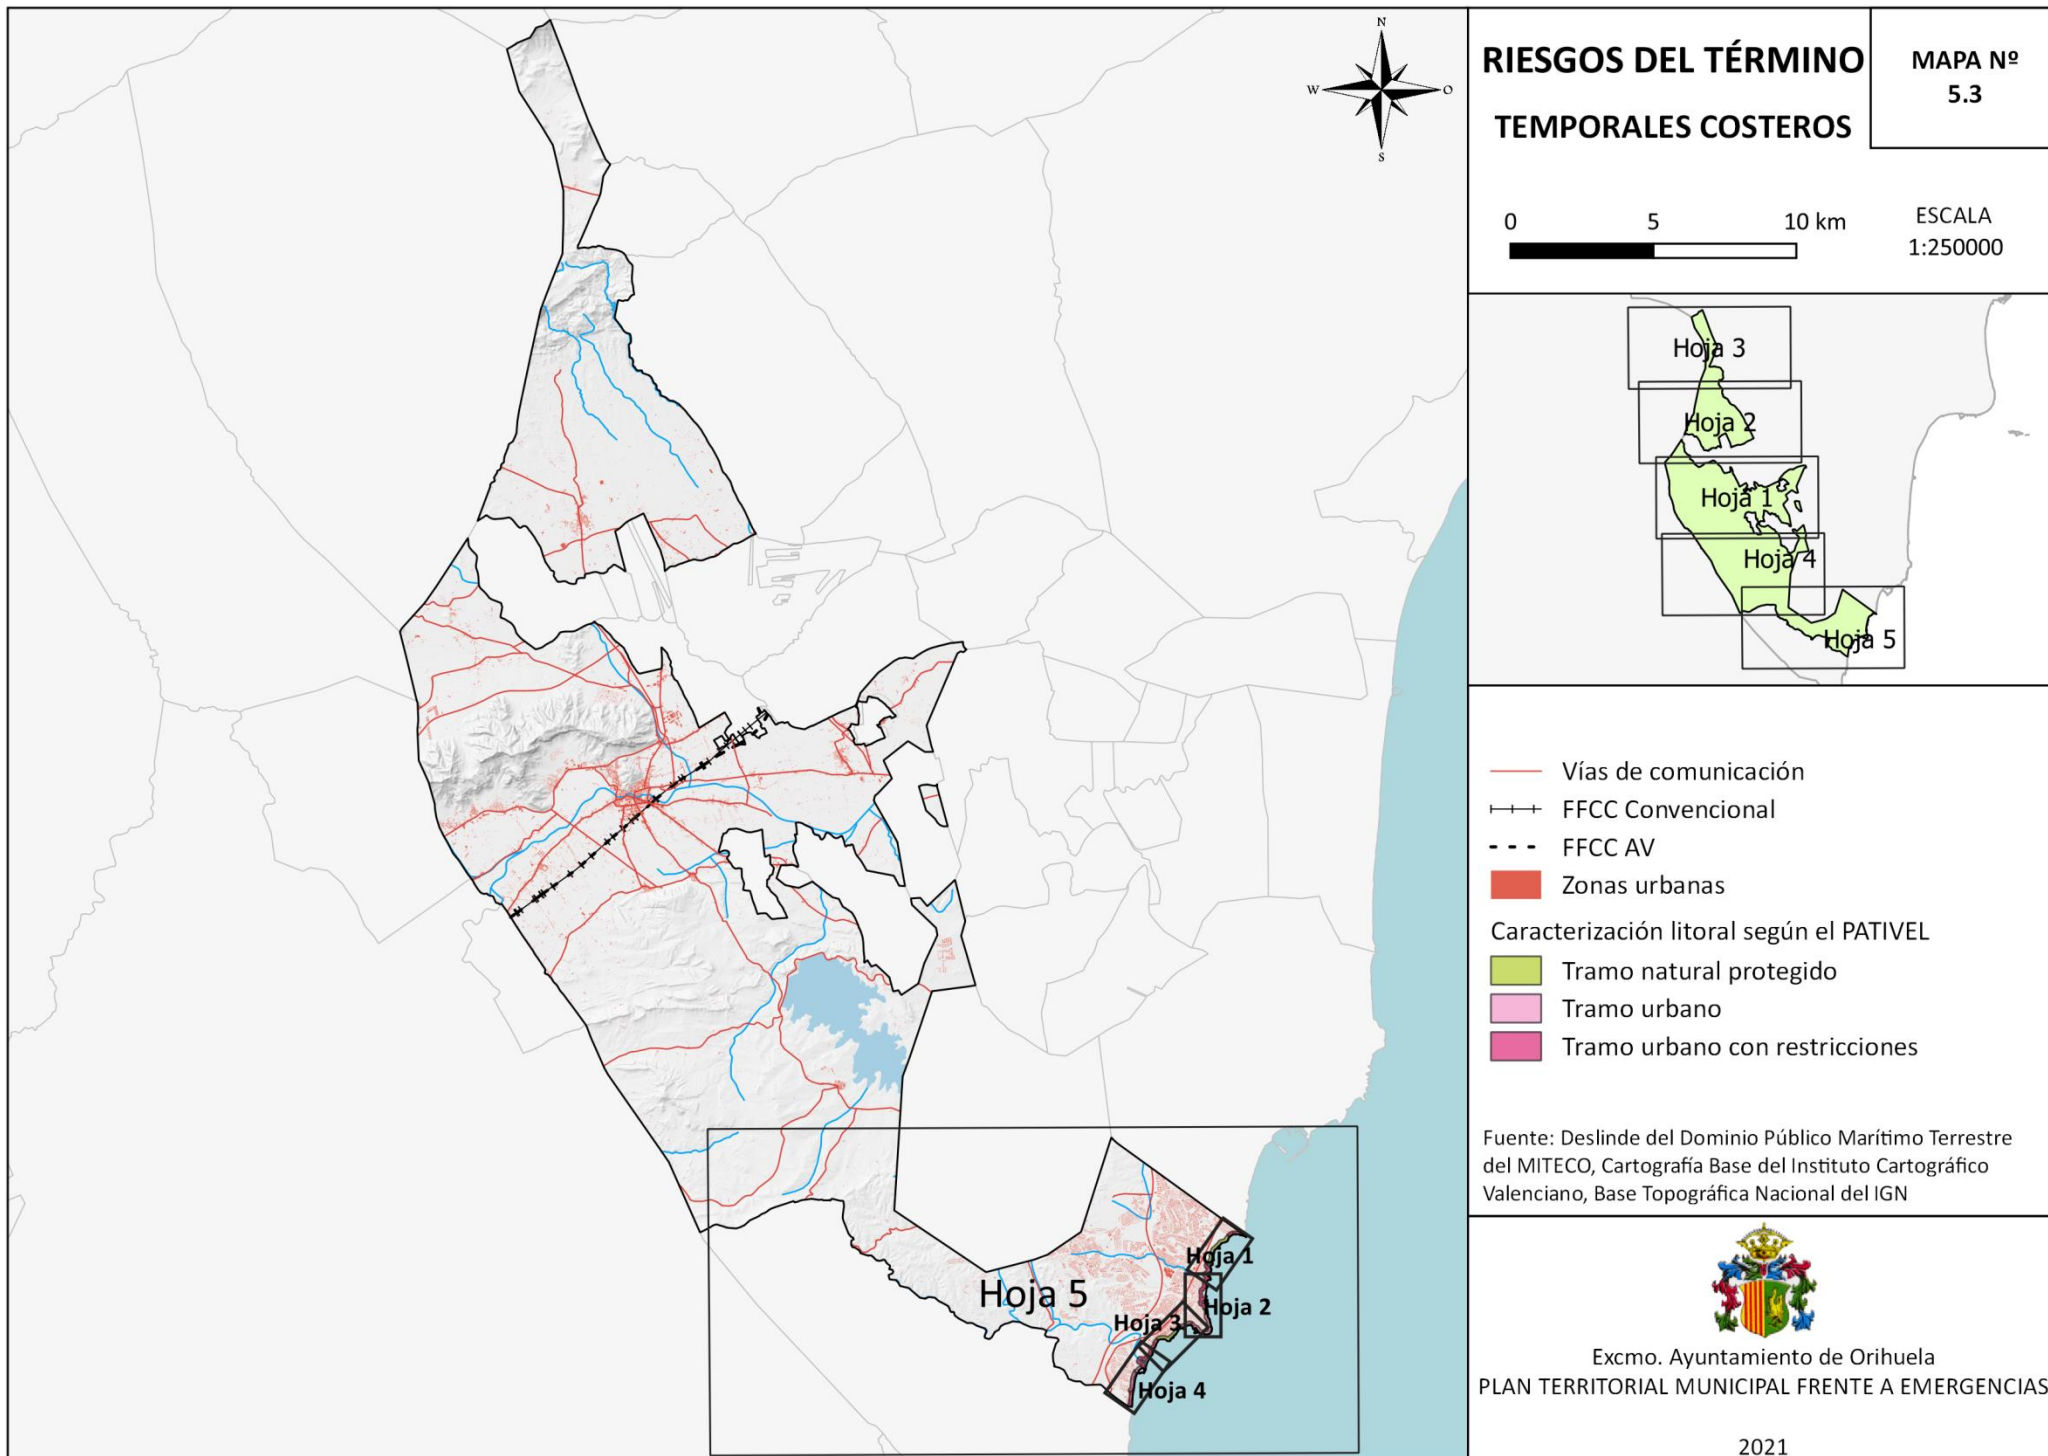 N
W
O
S
Hoja 5
Hoja 1
Hoja 2
Hoja 3
Hoja 4
RIESGOS DEL TÉRMINO
TEMPORALES COSTEROS
MAPA Nº
5.3
0 5 10 km
ESCALA
1:250000
Hoja 3
Hoja 2
Hoja 1
Hoja 4
Hoja 5
Vías de comunicación
FFCC Convencional
FFCC AV
Zonas urbanas
Caracterización litoral según el PATIVEL
Tramo natural protegido
Tramo urbano
Tramo urbano con restricciones
Fuente: Deslinde del Dominio Público Marítimo Terrestre
del MITECO, Cartografía Base del Instituto Cartográfico
Valenciano, Base Topográfica Nacional del IGN
Excmo. Ayuntamiento de Orihuela
PLAN TERRITORIAL MUNICIPAL FRENTE A EMERGENCIAS
2021